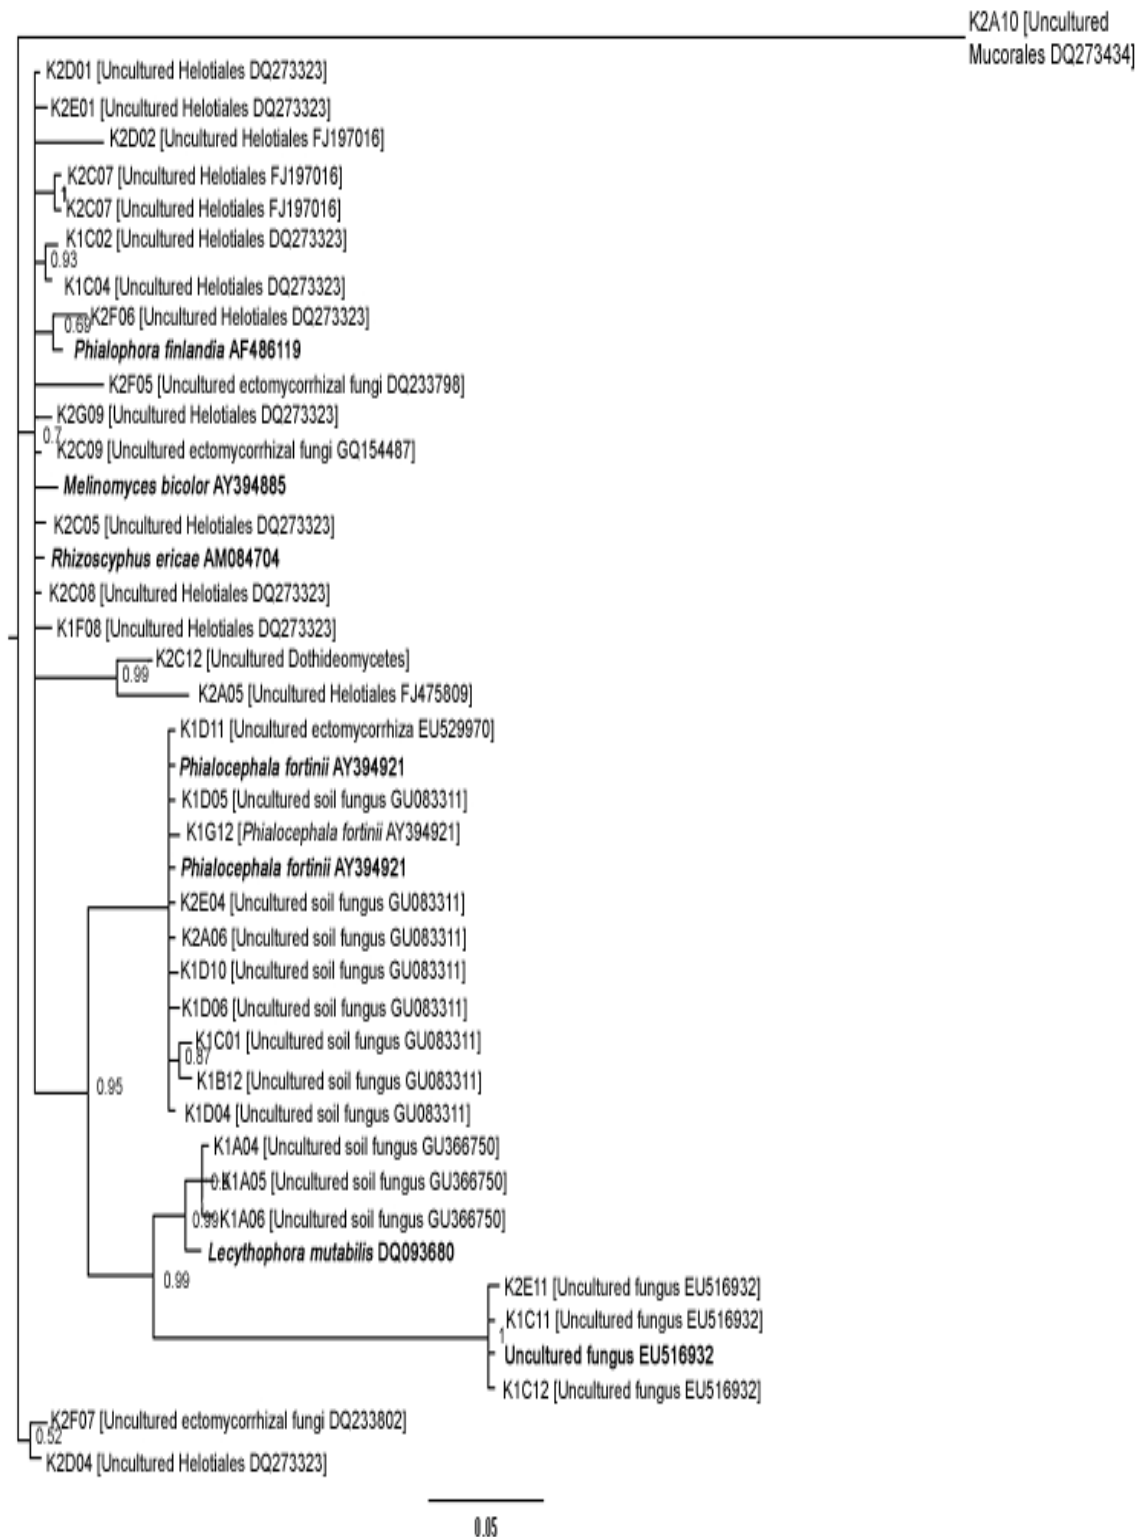 K2A10 [Uncultured
Mucorales DQ273434]
K2D01 [Uncultured Helotiales DQ273323]
K2E01 [Uncultured Helotiales DQ273323]
K2D02 [Uncultured Helotiales FJ197016]
K2C07 [Uncultured Helotiales FJ197016]
1
K2C07 [Uncultured Helotiales FJ197016]
K1C02 [Uncultured Helotiales DQ273323]
0.93
K1C04 [Uncultured Helotiales DQ273323]
K2F06 [Uncultured Helotiales DQ273323]
0.69
Phialophora finlandia AF486119
K2F05 [Uncultured ectomycorrhizal fungi DQ233798]
K2G09 [Uncultured Helotiales DQ273323]
0.7
K2C09 [Uncultured ectomycorrhizal fungi GQ154487]
Melinomyces bicolor AY394885
K2C05 [Uncultured Helotiales DQ273323]
Rhizoscyphus ericae AM084704
K2C08 [Uncultured Helotiales DQ273323]
K1F08 [Uncultured Helotiales DQ273323]
K2C12 [Uncultured Dothideomycetes]
0.99
K2A05 [Uncultured Helotiales FJ475809]
K1D11 [Uncultured ectomycorrhiza EU529970]
Phialocephala fortinii AY394921
K1D05 [Uncultured soil fungus GU083311]
K1G12 [Phialocephala fortinii AY394921]
Phialocephala fortinii AY394921
K2E04 [Uncultured soil fungus GU083311]
K2A06 [Uncultured soil fungus GU083311]
K1D10 [Uncultured soil fungus GU083311]
K1D06 [Uncultured soil fungus GU083311]
K1C01 [Uncultured soil fungus GU083311]
0.87
K1B12 [Uncultured soil fungus GU083311]
0.95
K1D04 [Uncultured soil fungus GU083311]
K1A04 [Uncultured soil fungus GU366750]
K1A05 [Uncultured soil fungus GU366750]
0.99
K1A06 [Uncultured soil fungus GU366750]
Lecythophora mutabilis DQ093680
0.99
K2E11 [Uncultured fungus EU516932]
K1C11 [Uncultured fungus EU516932]
1
Uncultured fungus EU516932
K1C12 [Uncultured fungus EU516932]
K2F07 [Uncultured ectomycorrhizal fungi DQ233802]
0.52
K2D04 [Uncultured Helotiales DQ273323]
0.05